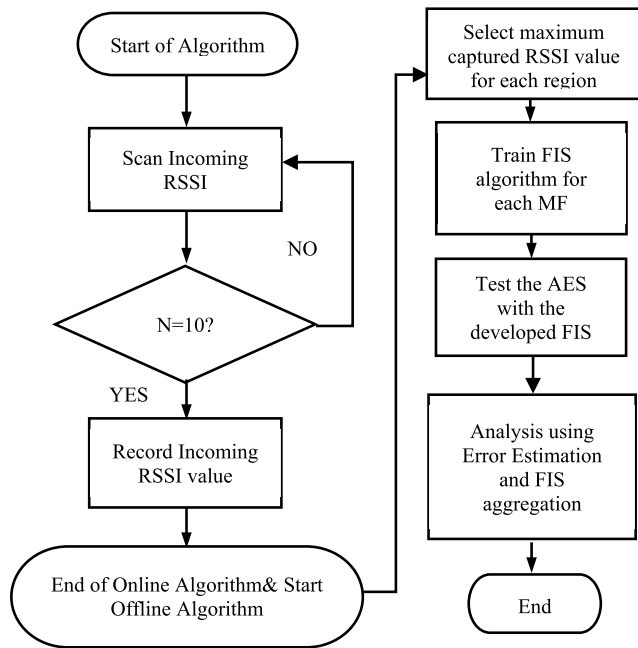 Start of Algorithm
Scan Incoming
RSSI
NO
N=10?
YES
Record Incoming
RSSI value
End of Online Algorithm& Start
Offline Algorithm
Select maximum
captured RSSI value
for each region
Train FIS
algorithm for
each MF
Test the AES
with the
developed FIS
Analysis using
Error Estimation
and FIS
aggregation
End